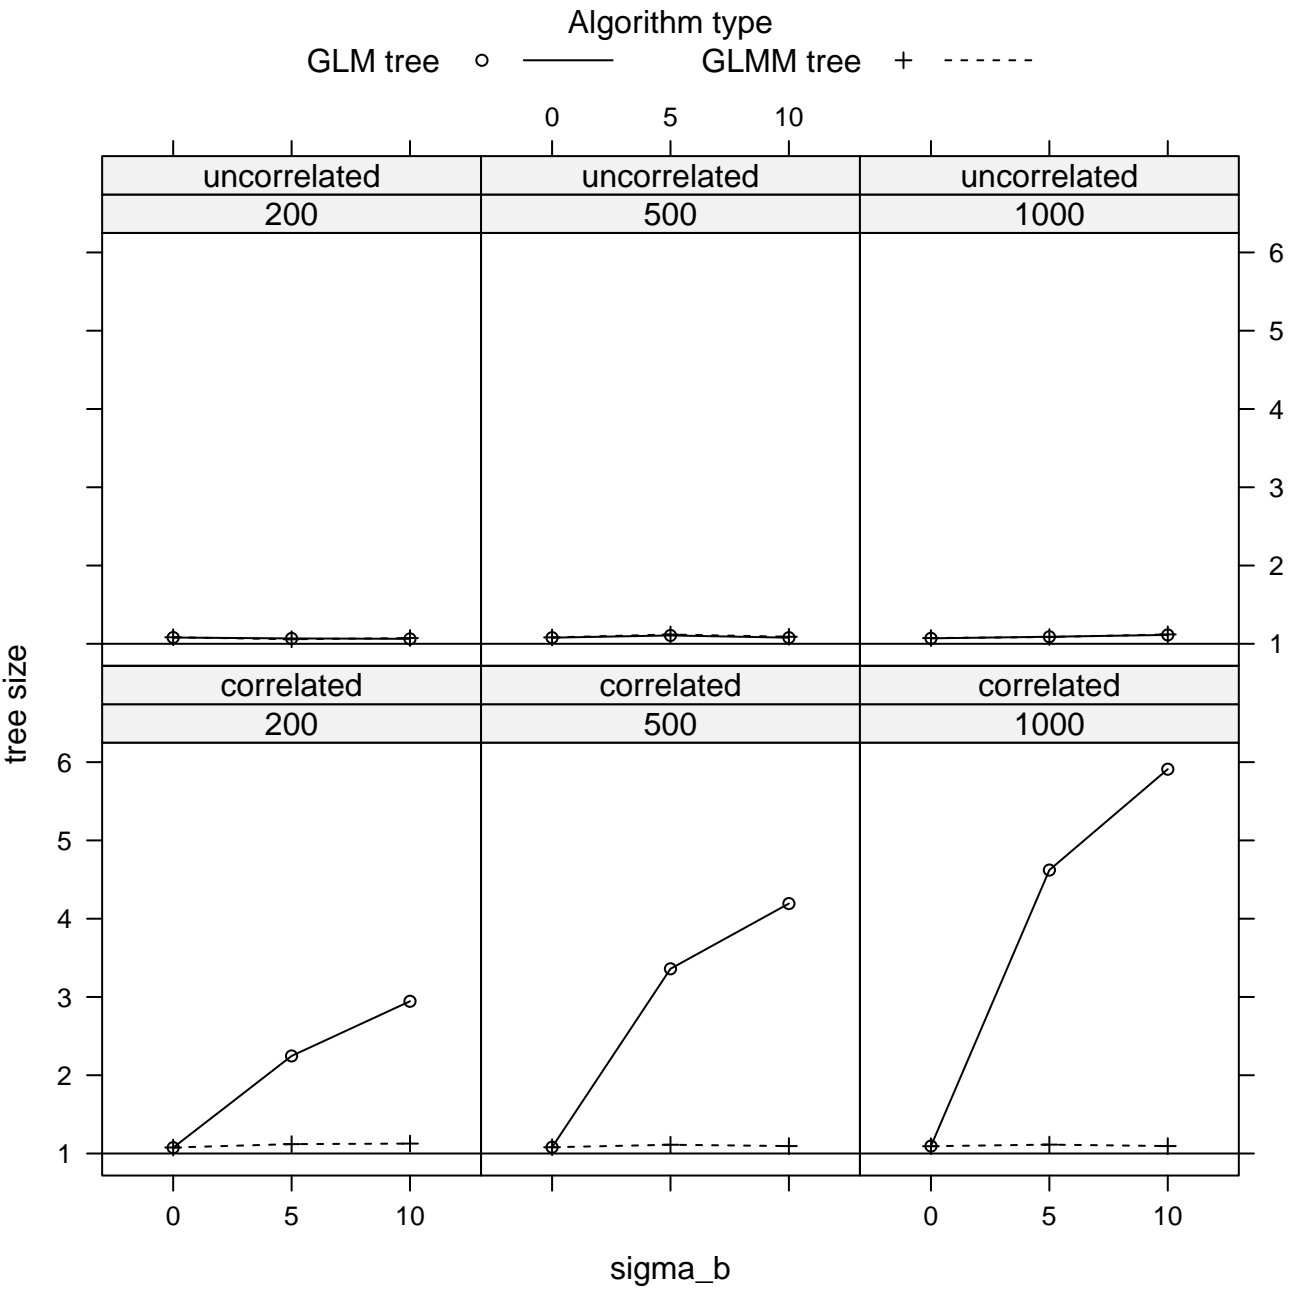 Algorithm type
GLM tree GLMM tree
0 5 10
uncorrelated uncorrelated uncorrelated
200 500 1000
6
5
4
3
2
1
tree size
correlated correlated correlated
200 500 1000
6
5
4
3
2
1
0 5 10 0 5 10
sigma_b